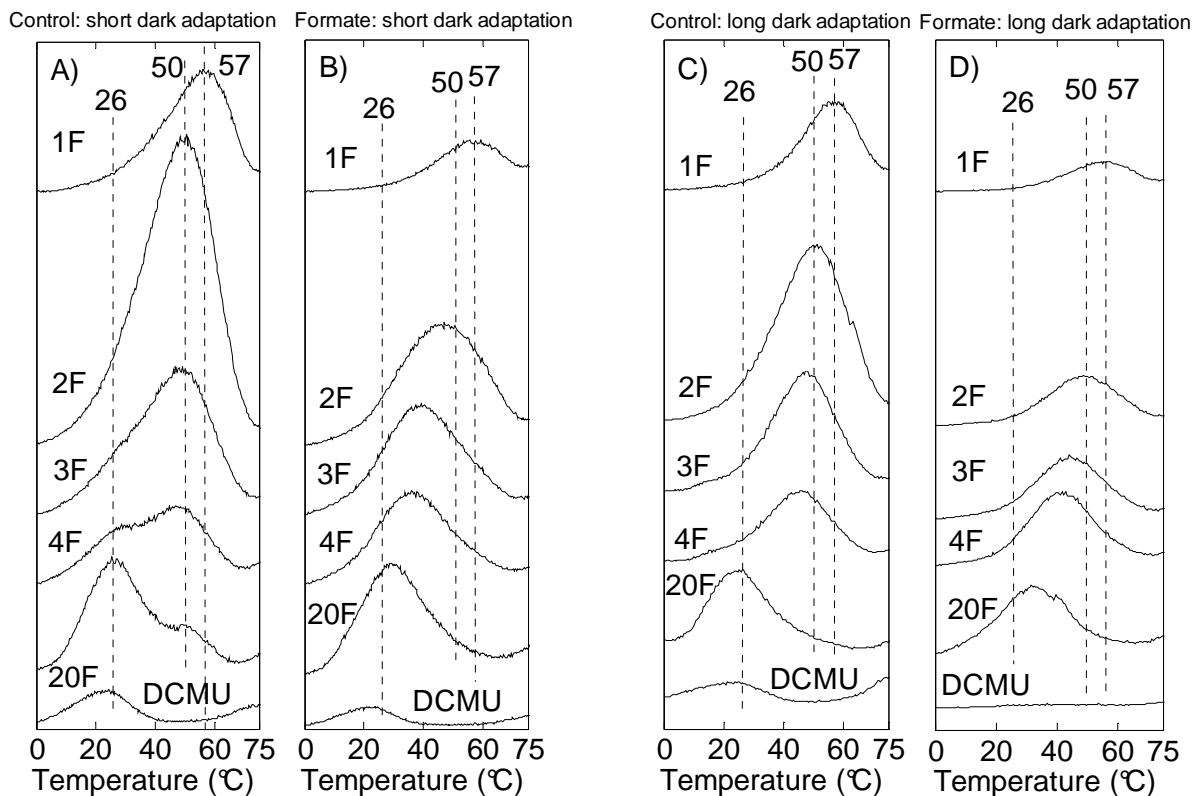 Control: short dark adaptation
Formate: short dark adaptation
Control: long dark adaptation
Formate: long dark adaptation
A)
50
57
26
1F
2F
3F
4F
20F
20F
DCMU
0
20
40
60
75
Temperature (°C)
B)
50
57
26
1F
2F
3F
4F
20F
0
20
40
60
75
Temperature (°C)
C)
50
57
26
1F
2F
3F
4F
20F
DCMU
0
20
40
60
75
Temperature (°C)
D)
50
57
26
1F
2F
3F
4F
20F
DCMU
0
20
40
60
75
Temperature (°C)